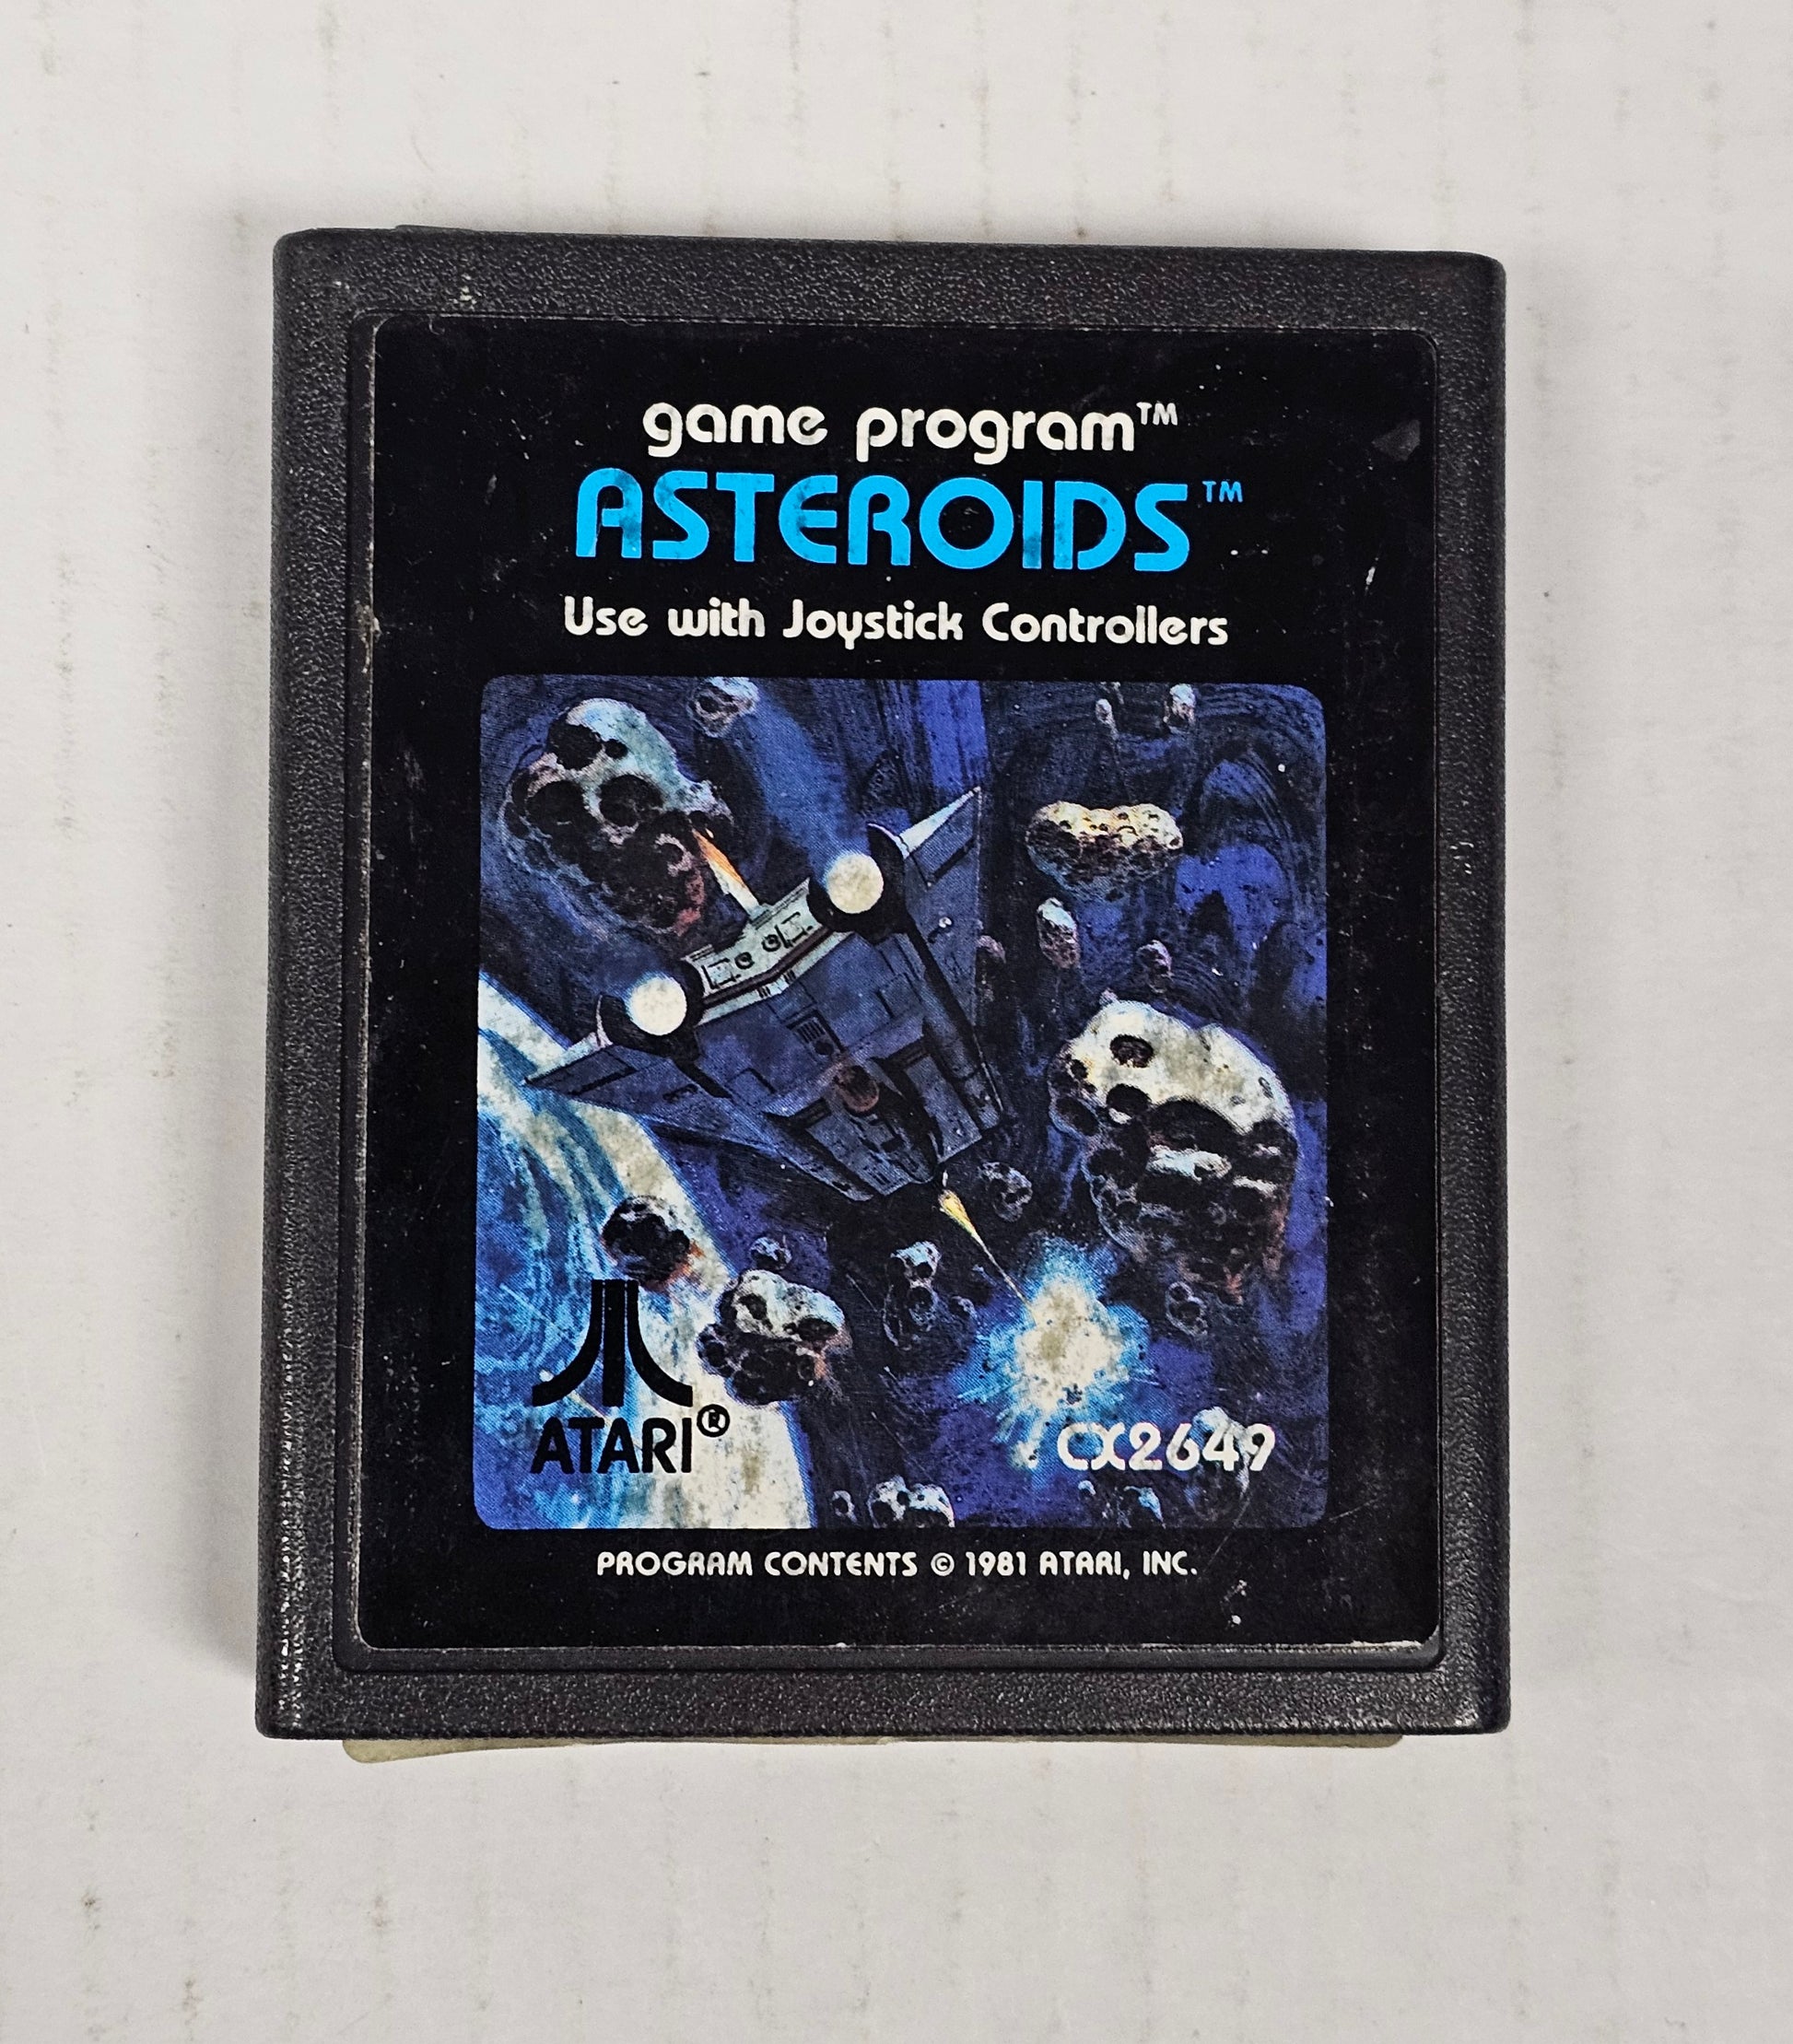 game program™
ASTEROIDS™
Use with Joystick Controllers
ATARI®
CX2649
PROGRAM CONTENTS © 1981 ATARI, INC.